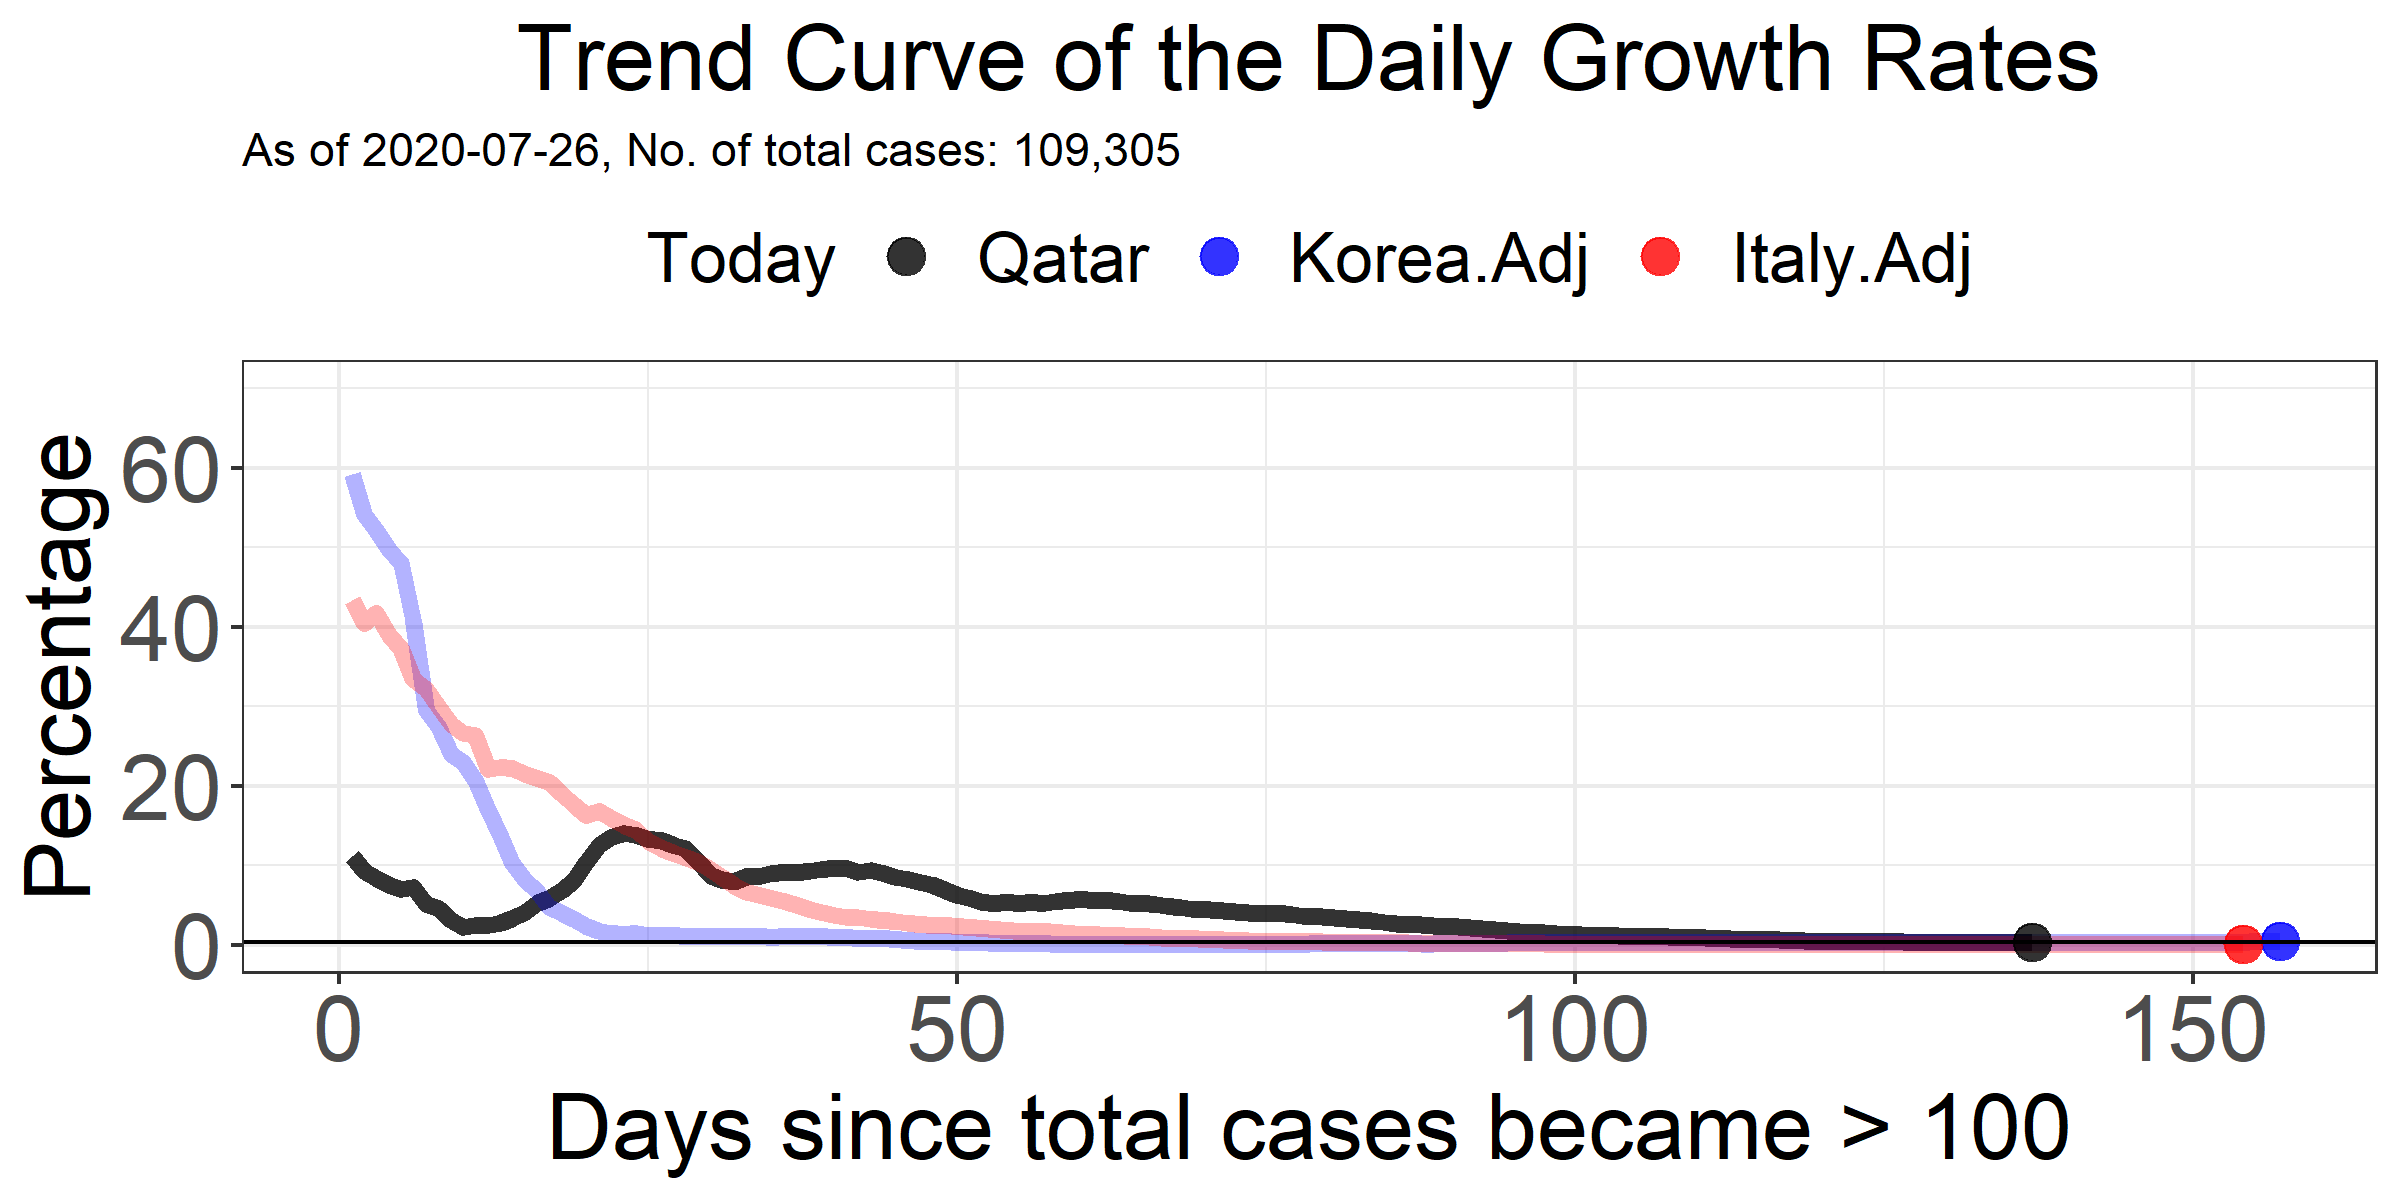 Trend Curve of the Daily Growth Rates
As of 2020-07-26, No. of total cases: 109,305
Today Qatar Korea.Adj Italy.Adj
Percentage
60
40
20
0
0 50 100 150
Days since total cases became > 100